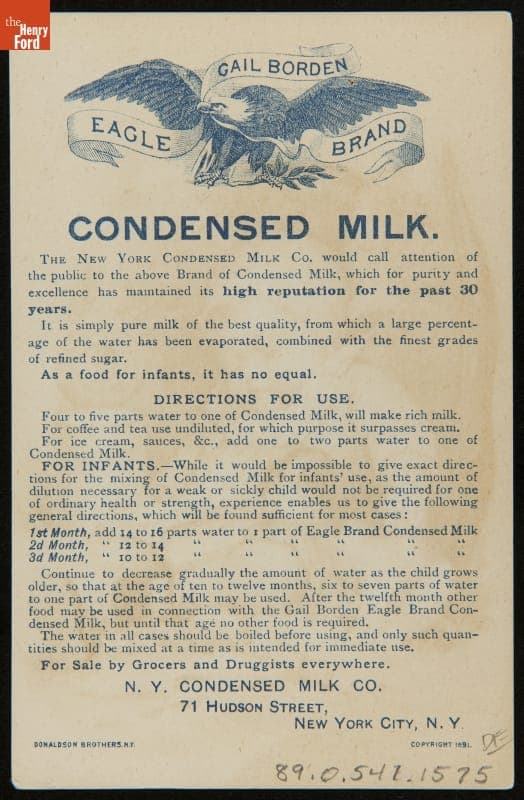 the
Henry
Ford
GAIL BORDEN
EAGLE BRAND
CONDENSED MILK.
THE NEW YORK CONDENSED MILK CO. would call attention of
the public to the above Brand of Condensed Milk, which for purity and
excellence has maintained its high reputation for the past 30
years.
It is simply pure milk of the best quality, from which a large percent-
age of the water has been evaporated, combined with the finest grades
of refined sugar.
As a food for infants, it has no equal.
DIRECTIONS FOR USE.
Four to five parts water to one of Condensed Milk, will make rich milk.
For coffee and tea use undiluted, for which purpose it surpasses cream.
For ice cream, sauces, &c., add one to two parts water to one of
Condensed Milk.
FOR INFANTS.—While it would be impossible to give exact direc-
tions for the mixing of Condensed Milk for infants' use, as the amount of
dilution necessary for a weak or sickly child would not be required for one
of ordinary health or strength, experience enables us to give the following
general directions, which will be found sufficient for most cases:
1st Month, add 14 to 16 parts water to 1 part of Eagle Brand Condensed Milk
2d Month, " 12 to 14 " " " " " "
3d Month, " 10 to 12 " " " " " "
Continue to decrease gradually the amount of water as the child grows
older, so that at the age of ten to twelve months, six to seven parts of water
to one part of Condensed Milk may be used. After the twelfth month other
food may be used in connection with the Gail Borden Eagle Brand Con-
densed Milk, but until that age no other food is required.
The water in all cases should be boiled before using, and only such quan-
tities should be mixed at a time as is intended for immediate use.
For Sale by Grocers and Druggists everywhere.
N. Y. CONDENSED MILK CO.
71 HUDSON STREET,
NEW YORK CITY, N. Y.
DONALDSON BROTHERS, N.Y. COPYRIGHT 1891.
89.0.541.1575